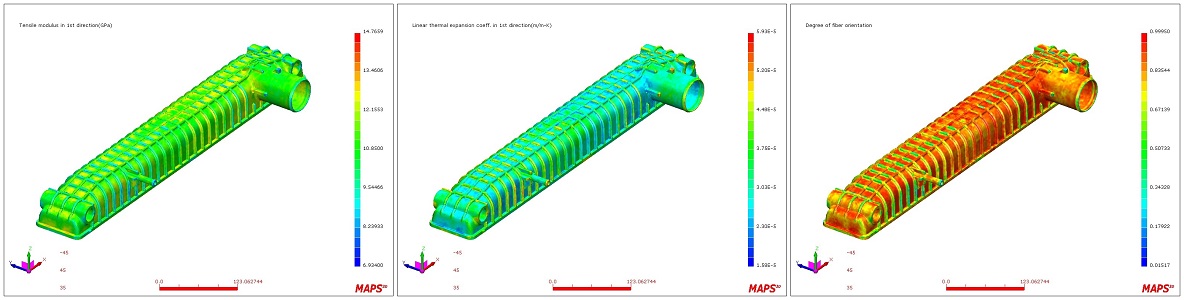 Tensile modulus in 1st direction(GPa)
14.7659
13.4606
12.1553
10.8500
9.54466
8.23933
6.93400
-45
45
35
0.0 123.062744
MAPS3D
Linear thermal expansion coeff. in 1st direction(m/m-K)
5.93E-5
5.20E-5
4.48E-5
3.75E-5
3.03E-5
2.30E-5
1.58E-5
-45
45
35
0.0 123.062744
MAPS3D
Degree of fiber orientation
0.99950
0.83544
0.67139
0.50733
0.34328
0.17922
0.01517
-45
45
35
0.0 123.062744
MAPS3D